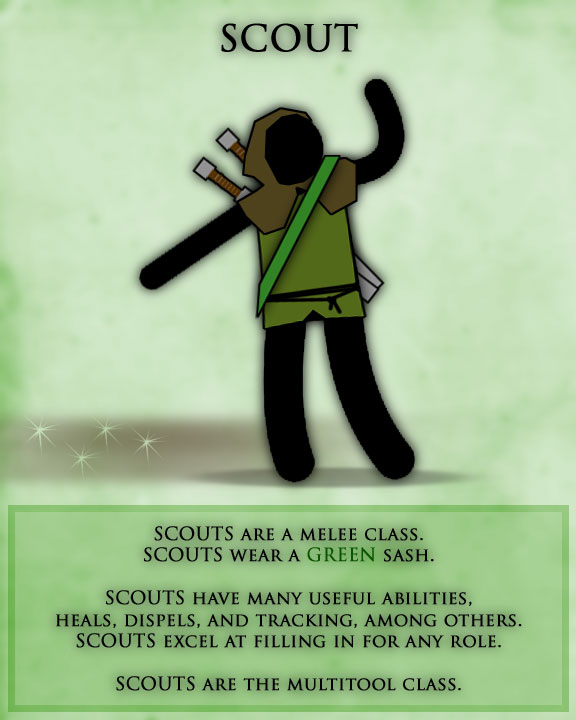 SCOUT
SCOUTS ARE A MELEE CLASS.
SCOUTS WEAR A GREEN SASH.
SCOUTS HAVE MANY USEFUL ABILITIES,
HEALS, DISPELS, AND TRACKING, AMONG OTHERS.
SCOUTS EXCEL AT FILLING IN FOR ANY ROLE.
SCOUTS ARE THE MULTITOOL CLASS.